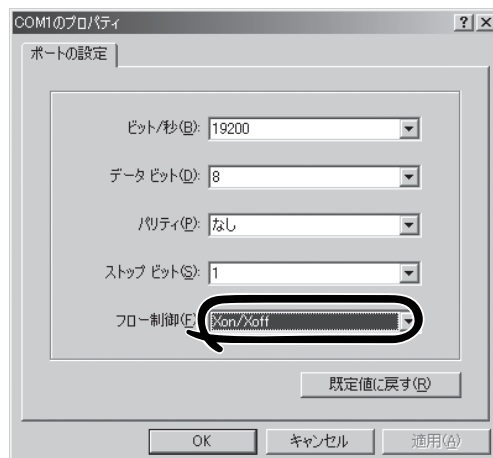 COM1のプロパティ
? ×
ポートの設定
ビット/秒(B): 19200
データ ビット(D): 8
パリティ(P): なし
ストップ ビット(S): 1
フロー制御(F) Xon/Xoff
既定値に戻す(R)
OK キャンセル 適用(A)